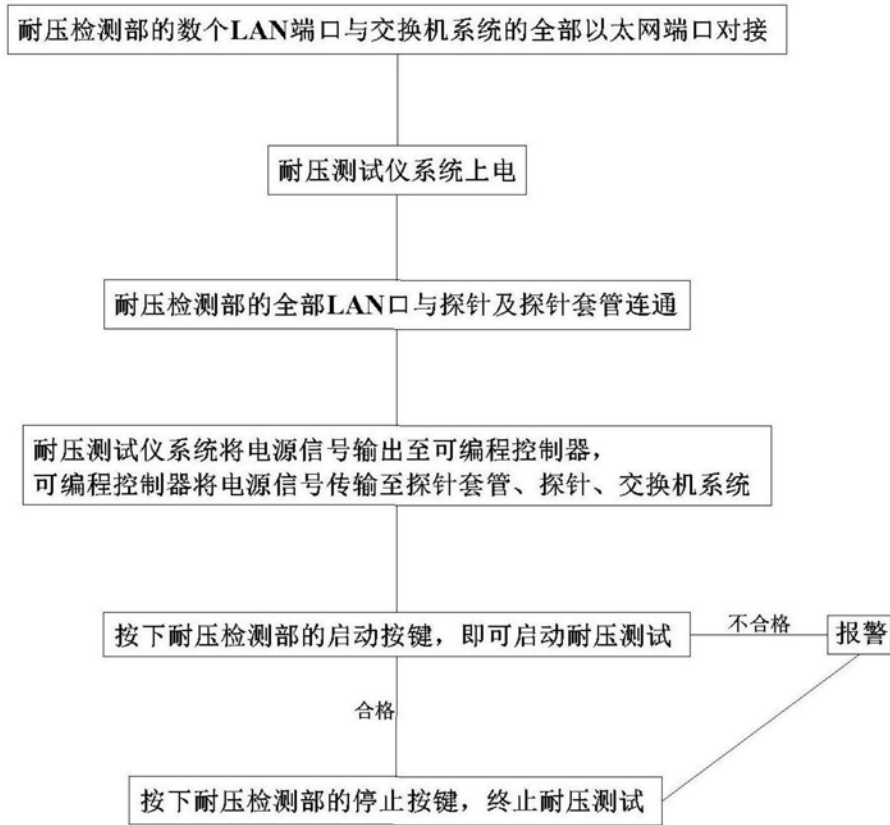 耐压检测部的数个LAN端口与交换机系统的全部以太网端口对接
耐压测试仪系统上电
耐压检测部的全部LAN口与探针及探针套管连通
耐压测试仪系统将电源信号输出至可编程控制器，
可编程控制器将电源信号传输至探针套管、探针、交换机系统
按下耐压检测部的启动按键，即可启动耐压测试
不合格
报警
合格
按下耐压检测部的停止按键，终止耐压测试